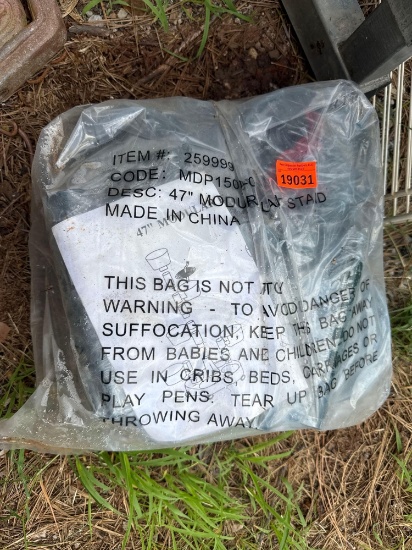 ITEM #: 259999
CODE: MDP150
DESC: 47" MODU
MADE IN CHINA
19031
47" M
THIS BAG IS NOT
WARNING - TO AVOID DANGER OF
SUFFOCATION, KEEP THIS BAG AWAY
FROM BABIES AND CHILDREN. DO NOT
USE IN CRIBS, BEDS, CARRIAGES OR
PLAY PENS. TEAR UP BAG BEFORE
THROWING AWAY